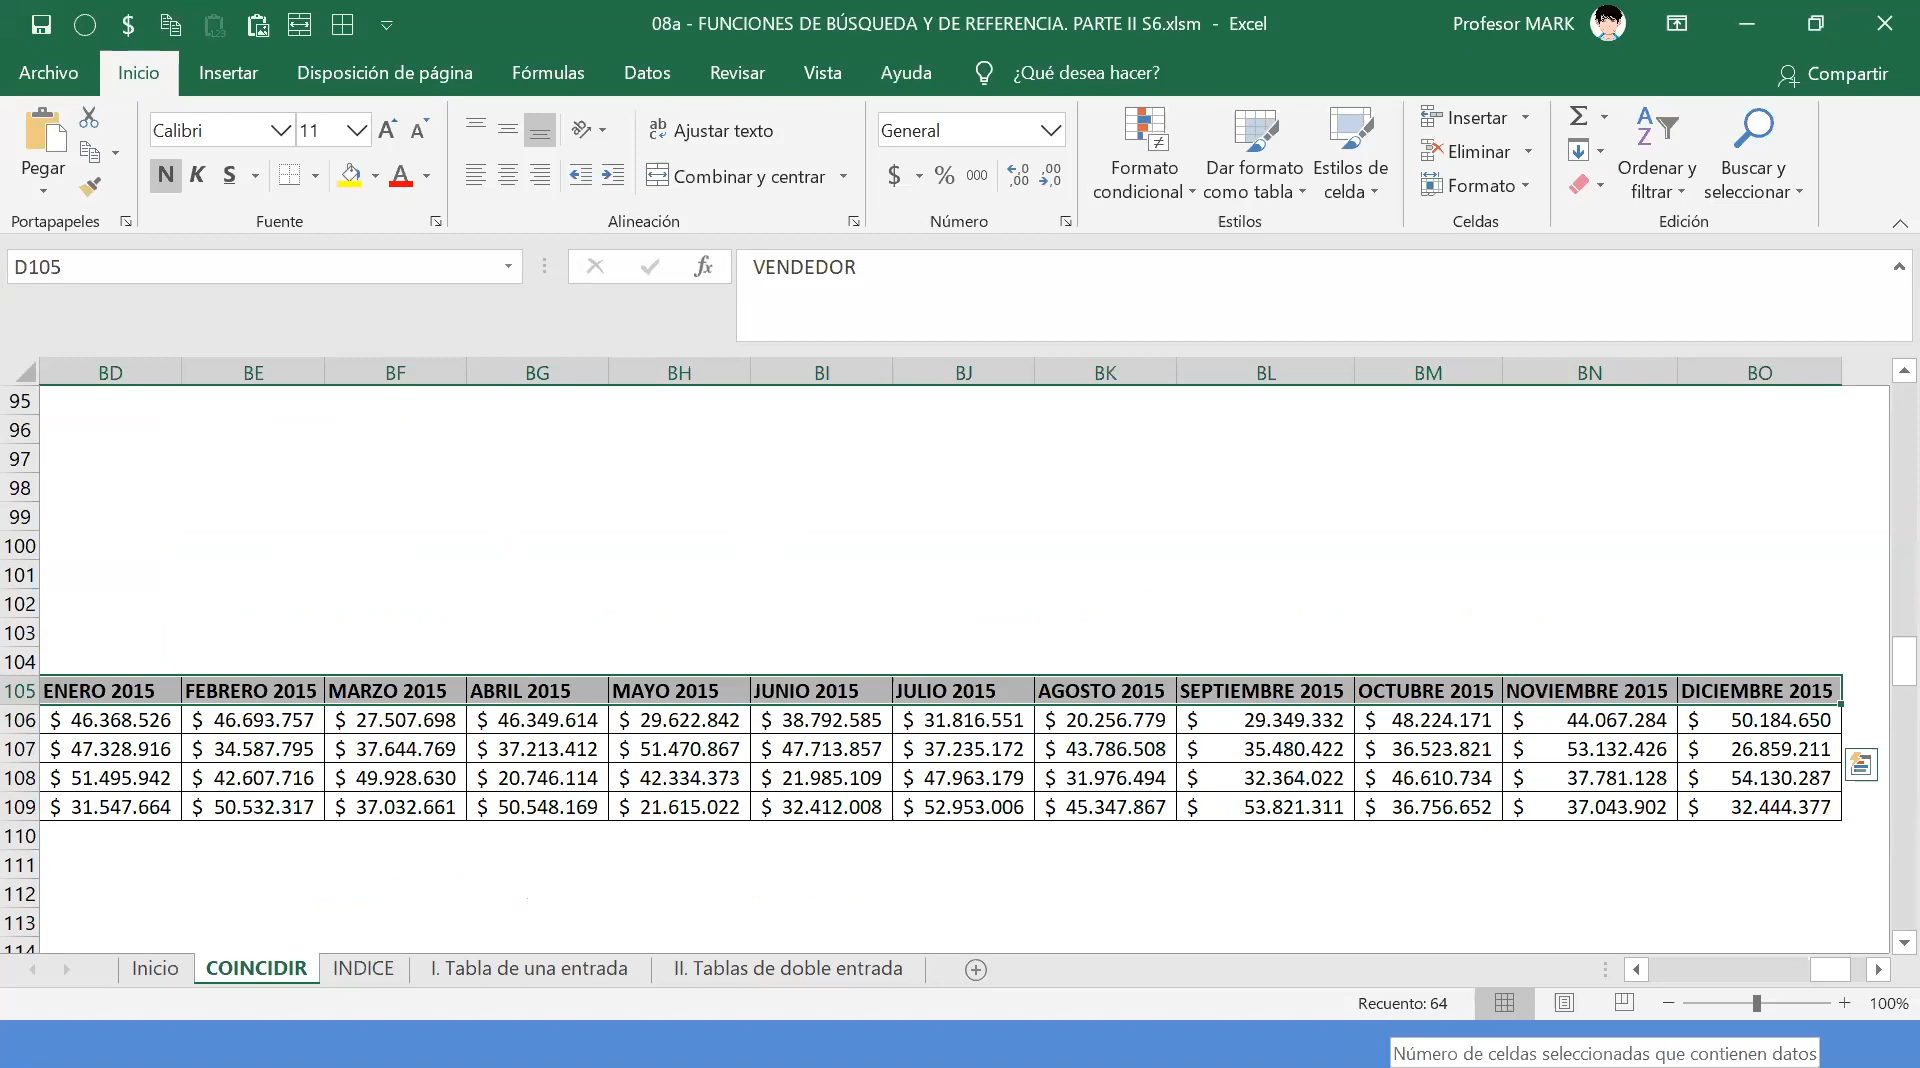 08a - FUNCIONES DE BÚSQUEDA Y DE REFERENCIA. PARTE II S6.xlsm - Excel
Profesor MARK
Archivo Inicio Insertar Disposición de página Fórmulas Datos Revisar Vista Ayuda ¿Qué desea hacer? Compartir
Pegar
Portapapeles
Calibri 11
N K S
Fuente
Ajustar texto
Combinar y centrar
Alineación
General
$ % 000
Número
Formato condicional
Dar formato como tabla
Estilos de celda
Estilos
Insertar
Eliminar
Formato
Celdas
Ordenar y filtrar
Buscar y seleccionar
Edición
D105 fx VENDEDOR
BD BE BF BG BH BI BJ BK BL BM BN BO
95
96
97
98
99
100
101
102
103
104
105 ENERO 2015 FEBRERO 2015 MARZO 2015 ABRIL 2015 MAYO 2015 JUNIO 2015 JULIO 2015 AGOSTO 2015 SEPTIEMBRE 2015 OCTUBRE 2015 NOVIEMBRE 2015 DICIEMBRE 2015
106 $ 46.368.526 $ 46.693.757 $ 27.507.698 $ 46.349.614 $ 29.622.842 $ 38.792.585 $ 31.816.551 $ 20.256.779 $ 29.349.332 $ 48.224.171 $ 44.067.284 $ 50.184.650
107 $ 47.328.916 $ 34.587.795 $ 37.644.769 $ 37.213.412 $ 51.470.867 $ 47.713.857 $ 37.235.172 $ 43.786.508 $ 35.480.422 $ 36.523.821 $ 53.132.426 $ 26.859.211
108 $ 51.495.942 $ 42.607.716 $ 49.928.630 $ 20.746.114 $ 42.334.373 $ 21.985.109 $ 47.963.179 $ 31.976.494 $ 32.364.022 $ 46.610.734 $ 37.781.128 $ 54.130.287
109 $ 31.547.664 $ 50.532.317 $ 37.032.661 $ 50.548.169 $ 21.615.022 $ 32.412.008 $ 52.953.006 $ 45.347.867 $ 53.821.311 $ 36.756.652 $ 37.043.902 $ 32.444.377
110
111
112
113
114
Inicio COINCIDIR INDICE I. Tabla de una entrada II. Tablas de doble entrada
Recuento: 64 100%
Número de celdas seleccionadas que contienen datos